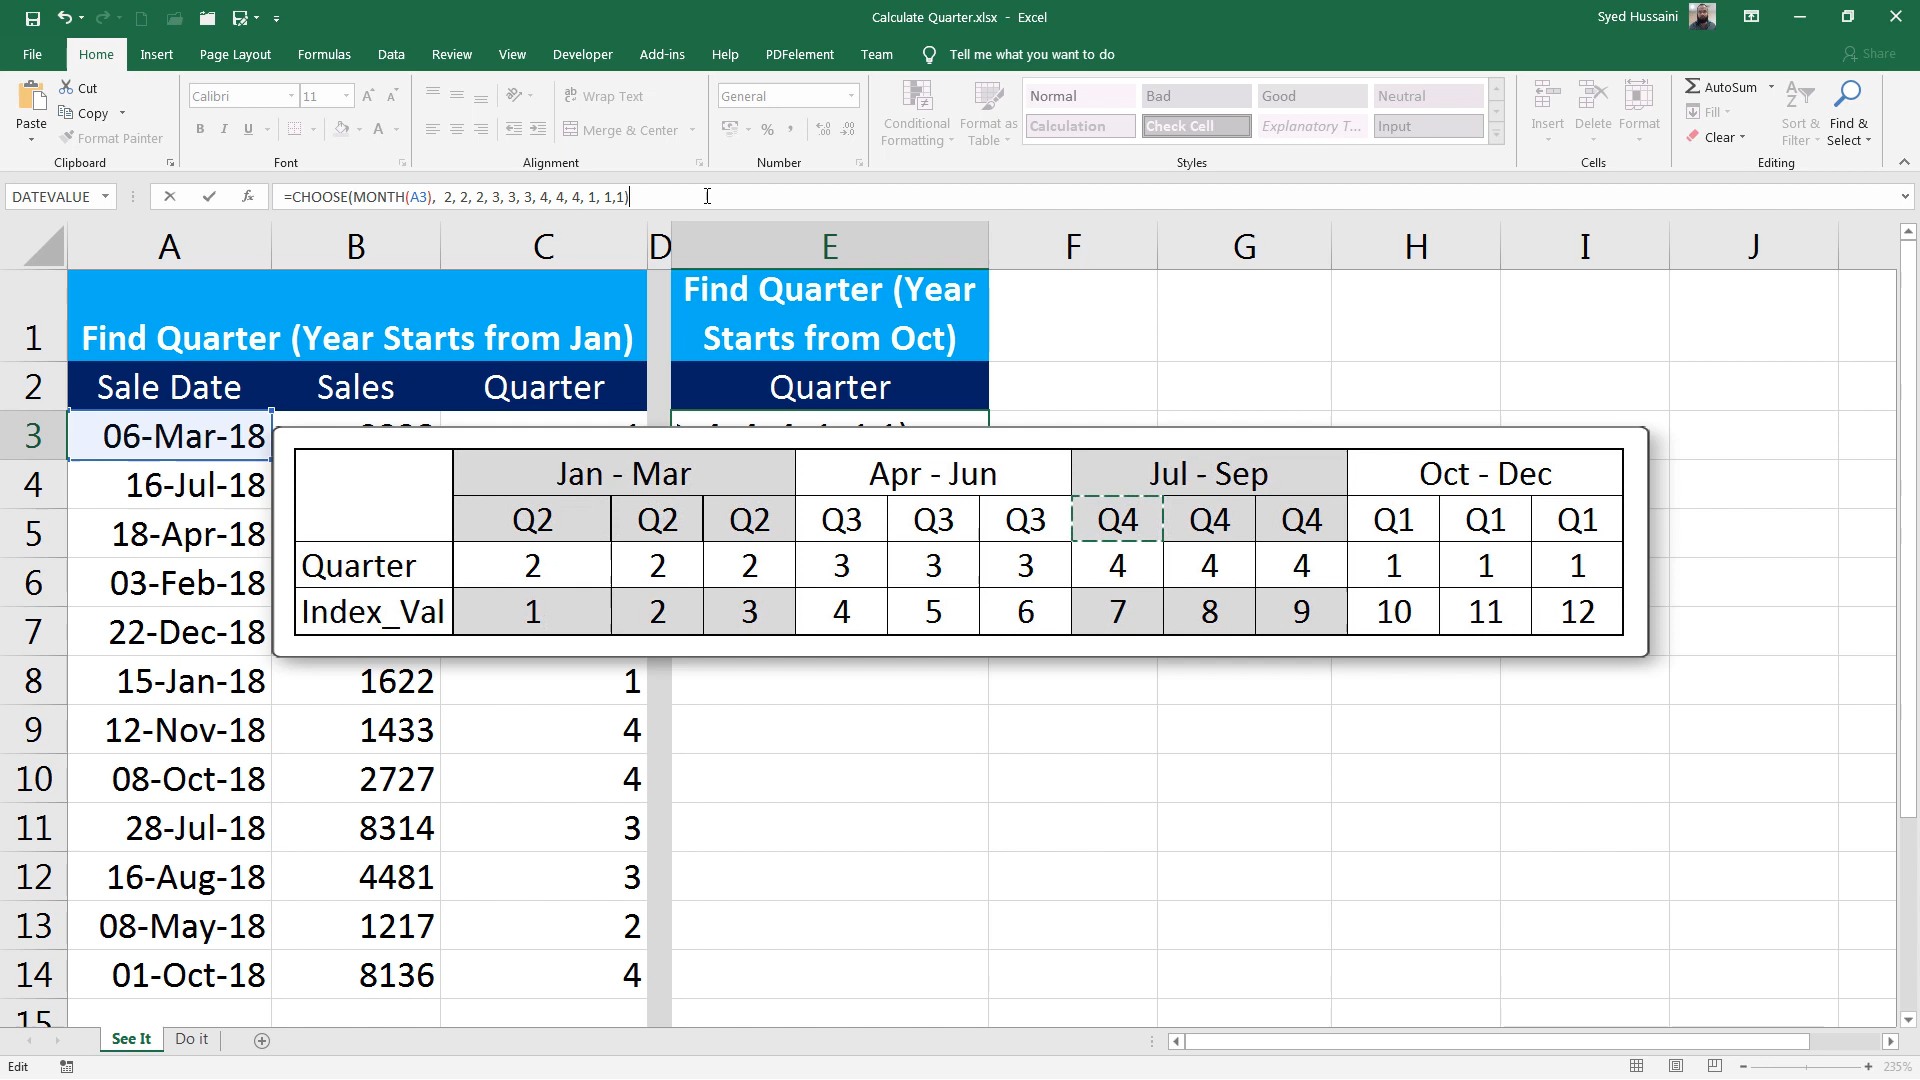 Calculate Quarter.xlsx - Excel
Syed Hussaini
File Home Insert Page Layout Formulas Data Review View Developer Add-ins Help PDFelement Team Tell me what you want to do Share
Paste
Cut
Copy
Format Painter
Clipboard
Calibri 11
B I U
Font
Wrap Text
Merge & Center
Alignment
General
Number
Conditional Formatting
Format as Table
Normal Bad Good Neutral
Calculation Check Cell Explanatory T... Input
Styles
Insert Delete Format
Cells
AutoSum
Fill
Clear
Sort & Filter
Find & Select
Editing
DATEVALUE fx =CHOOSE(MONTH(A3), 2, 2, 2, 3, 3, 3, 4, 4, 4, 1, 1,1)
A B C D E F G H I J
1 Find Quarter (Year Starts from Jan) Find Quarter (Year Starts from Oct)
2 Sale Date Sales Quarter Quarter
3 06-Mar-18
4 16-Jul-18
5 18-Apr-18
6 03-Feb-18
7 22-Dec-18
Jan - Mar Apr - Jun Jul - Sep Oct - Dec
Q2 Q2 Q2 Q3 Q3 Q3 Q4 Q4 Q4 Q1 Q1 Q1
Quarter 2 2 2 3 3 3 4 4 4 1 1 1
Index_Val 1 2 3 4 5 6 7 8 9 10 11 12
8 15-Jan-18 1622 1
9 12-Nov-18 1433 4
10 08-Oct-18 2727 4
11 28-Jul-18 8314 3
12 16-Aug-18 4481 3
13 08-May-18 1217 2
14 01-Oct-18 8136 4
15
See It Do it
Edit
235%